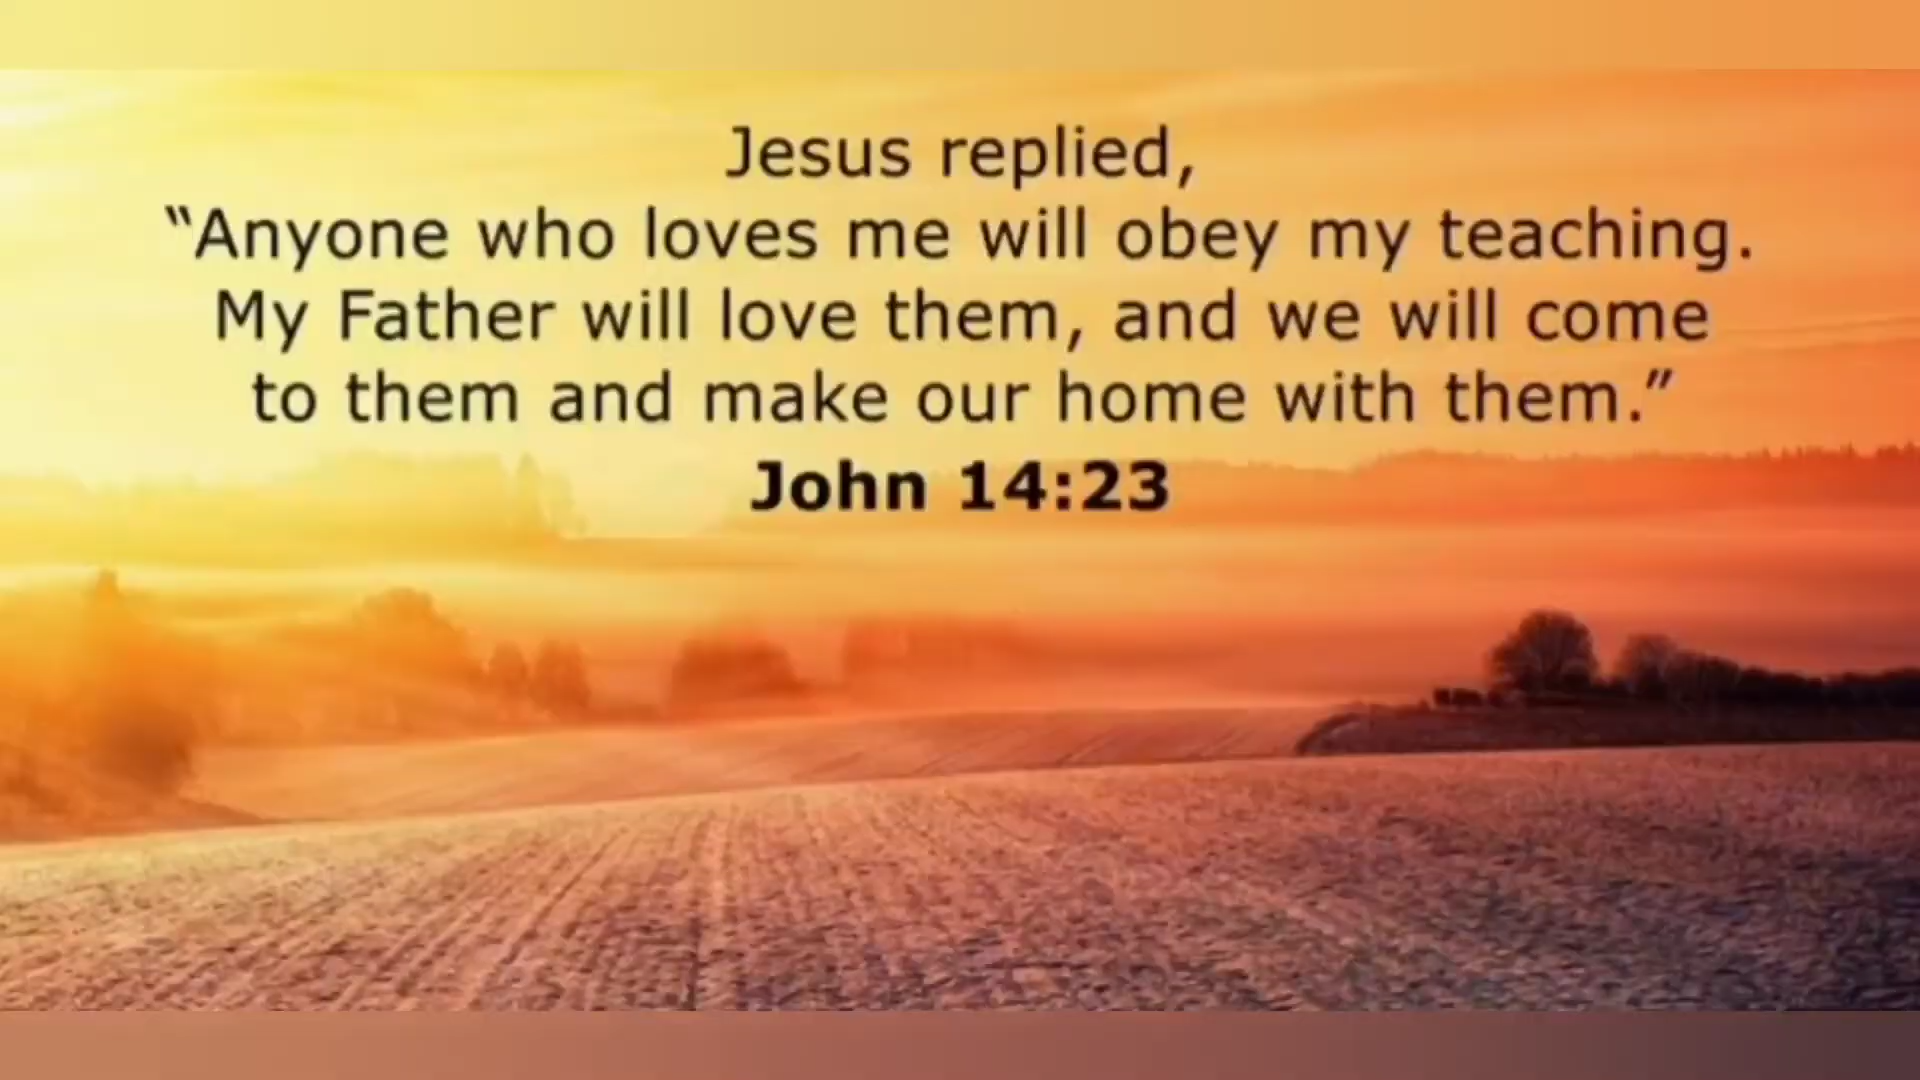 Jesus replied,
“Anyone who loves me will obey my teaching.
My Father will love them, and we will come
to them and make our home with them.”
John 14:23